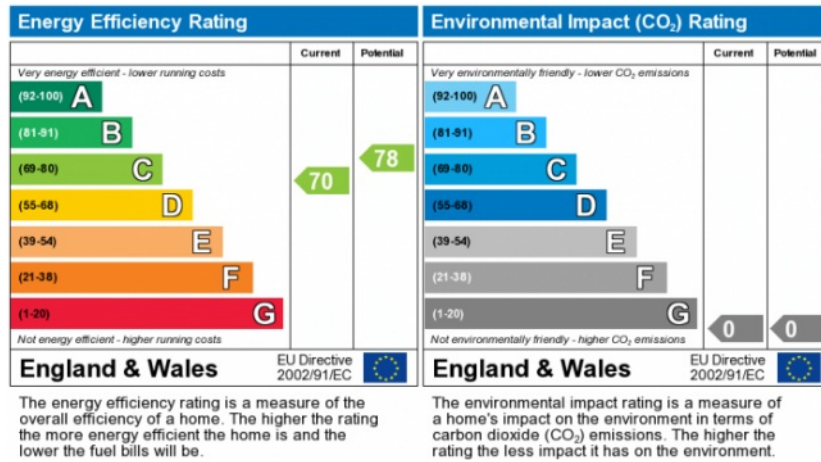 Energy Efficiency Rating
Current Potential
Very energy efficient - lower running costs
(92-100) A
(81-91) B
(69-80) C
(55-68) D
(39-54) E
(21-38) F
(1-20) G
70
78
Not energy efficient - higher running costs
England & Wales
EU Directive
2002/91/EC
The energy efficiency rating is a measure of the
overall efficiency of a home. The higher the rating
the more energy efficient the home is and the
lower the fuel bills will be.
Environmental Impact (CO₂) Rating
Current Potential
Very environmentally friendly - lower CO₂ emissions
(92-100) A
(81-91) B
(69-80) C
(55-68) D
(39-54) E
(21-38) F
(1-20) G
0
0
Not environmentally friendly - higher CO₂ emissions
England & Wales
EU Directive
2002/91/EC
The environmental impact rating is a measure of
a home's impact on the environment in terms of
carbon dioxide (CO₂) emissions. The higher the
rating the less impact it has on the environment.